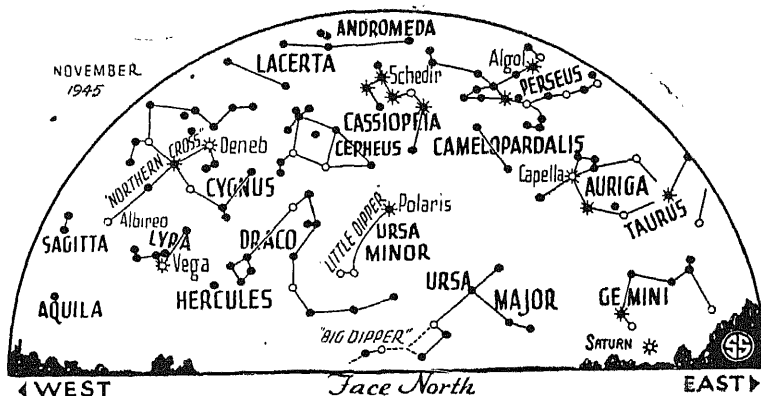 ANDROMEDA
LACERTA
Algol
NOVEMBER
1945
Schedir
PERSEUS
CASSIOPEIA
"NORTHERN CROSS"
Deneb
CEPHEUS
CAMELOPARDALIS
CYGNUS
Capella
AURIGA
Albireo
"LITTLE DIPPER"
Polaris
TAURUS
SAGITTA
LYRA
DRACO
URSA
MINOR
Vega
HERCULES
URSA MAJOR
GEMINI
AQUILA
"BIG DIPPER"
SATURN
SS
WEST
Face North
EAST